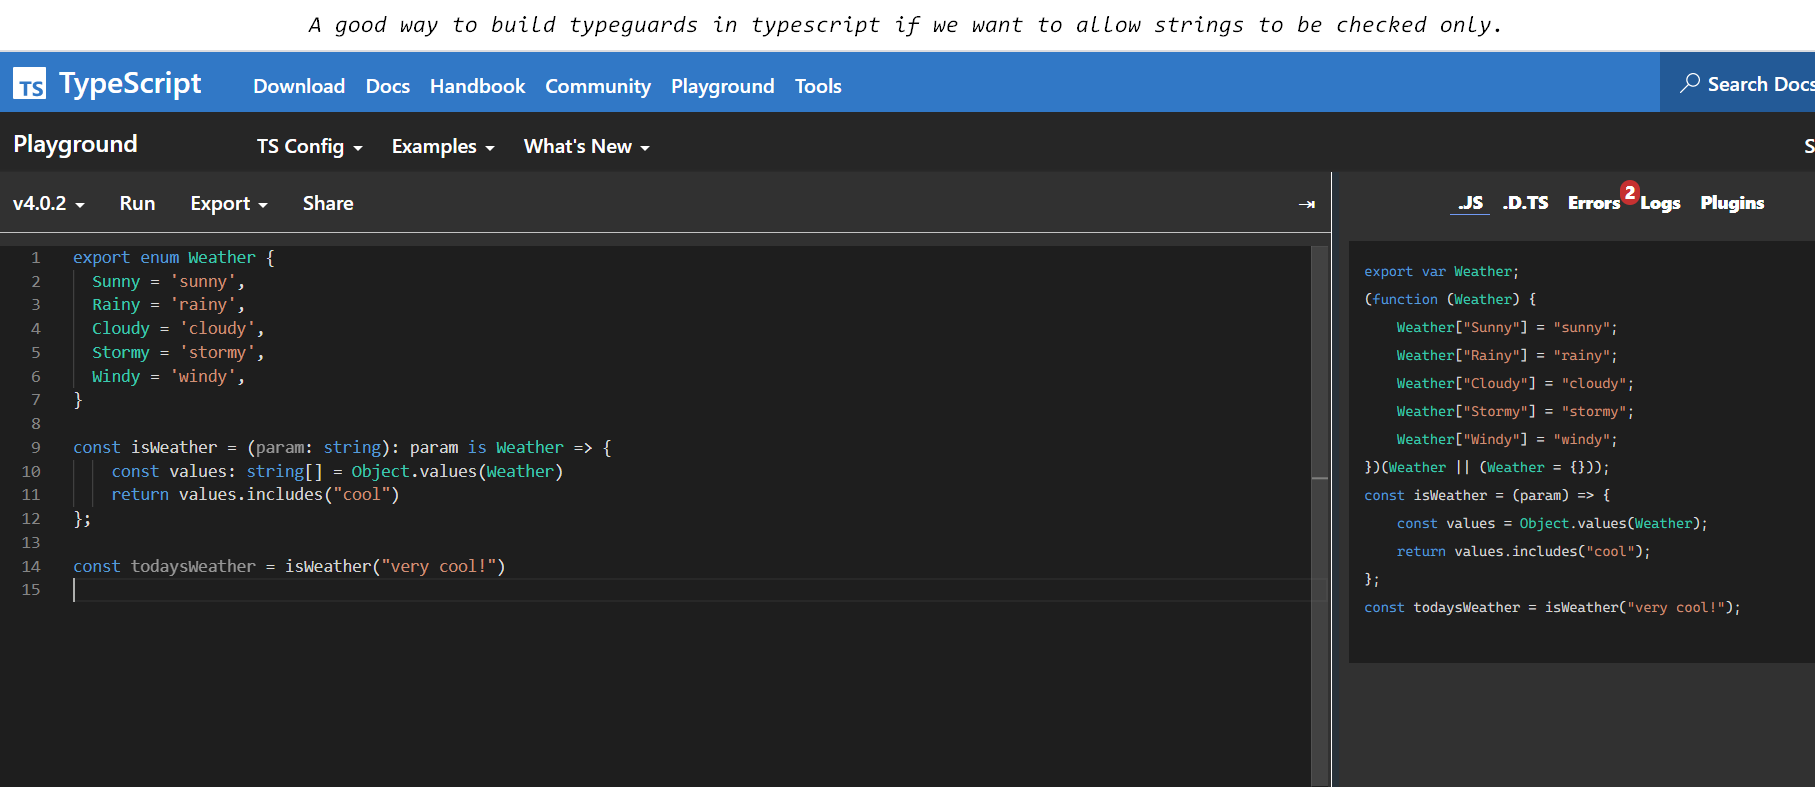 A good way to build typeguards in typescript if we want to allow strings to be checked only.
TS TypeScript Download Docs Handbook Community Playground Tools Search Docs
Playground TS Config Examples What's New S
v4.0.2 Run Export Share
1 export enum Weather {
2 Sunny = 'sunny',
3 Rainy = 'rainy',
4 Cloudy = 'cloudy',
5 Stormy = 'stormy',
6 Windy = 'windy',
7 }
8
9 const isWeather = (param: string): param is Weather => {
10 const values: string[] = Object.values(Weather)
11 return values.includes("cool")
12 };
13
14 const todaysWeather = isWeather("very cool!")
15
.JS .D.TS Errors 2 Logs Plugins
export var Weather;
(function (Weather) {
Weather["Sunny"] = "sunny";
Weather["Rainy"] = "rainy";
Weather["Cloudy"] = "cloudy";
Weather["Stormy"] = "stormy";
Weather["Windy"] = "windy";
})(Weather || (Weather = {}));
const isWeather = (param) => {
const values = Object.values(Weather);
return values.includes("cool");
};
const todaysWeather = isWeather("very cool!");